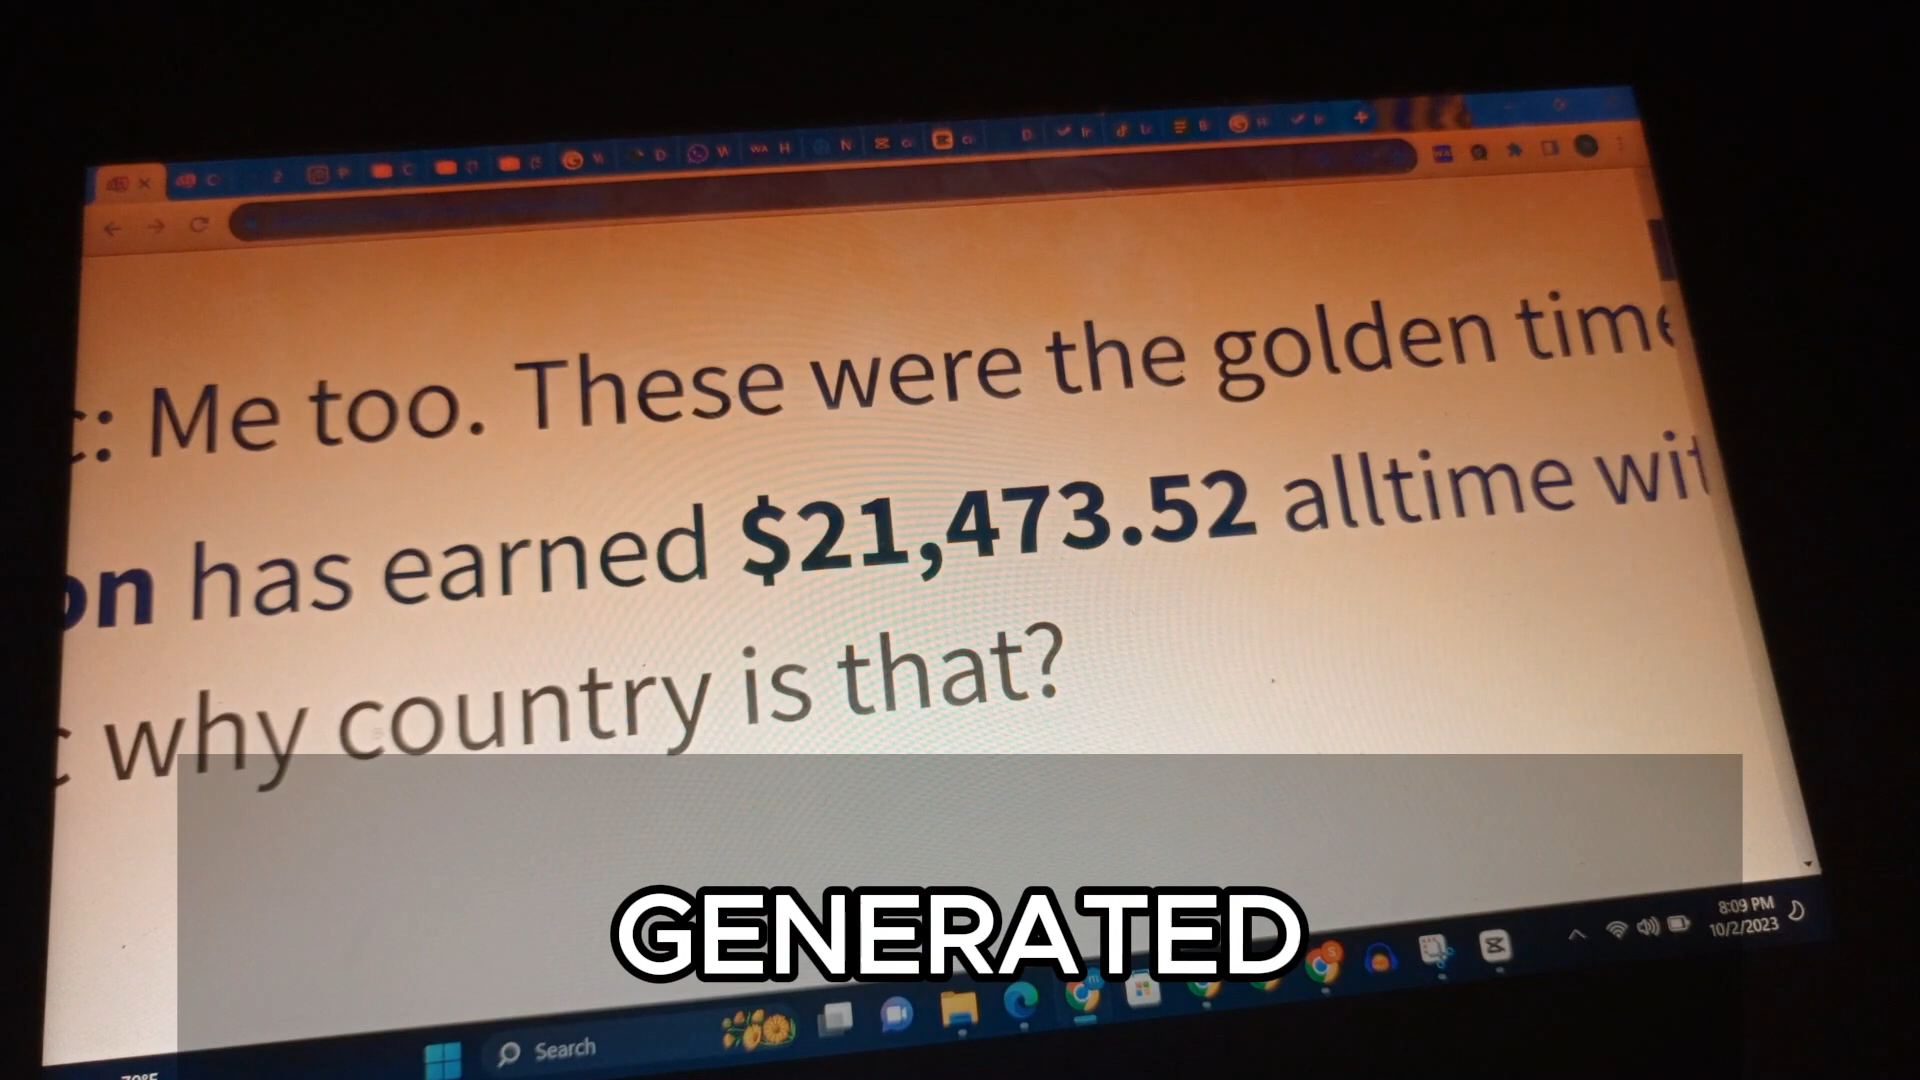 : Me too. These were the golden time
on has earned $21,473.52 alltime wit
why country is that?
GENERATED
8:09 PM
10/2/2023
Search